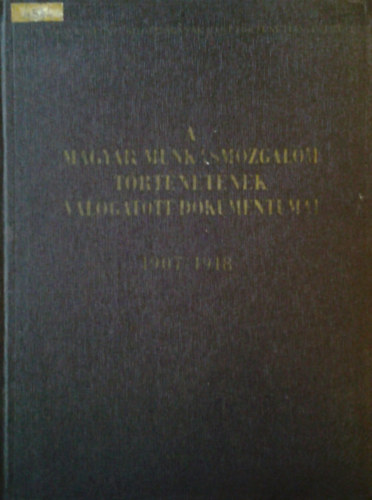 A
MAGYAR MUNKÁSMOZGALOM
TÖRTÉNETÉNEK
VÁLOGATOTT DOKUMENTUMAI
1907-1918